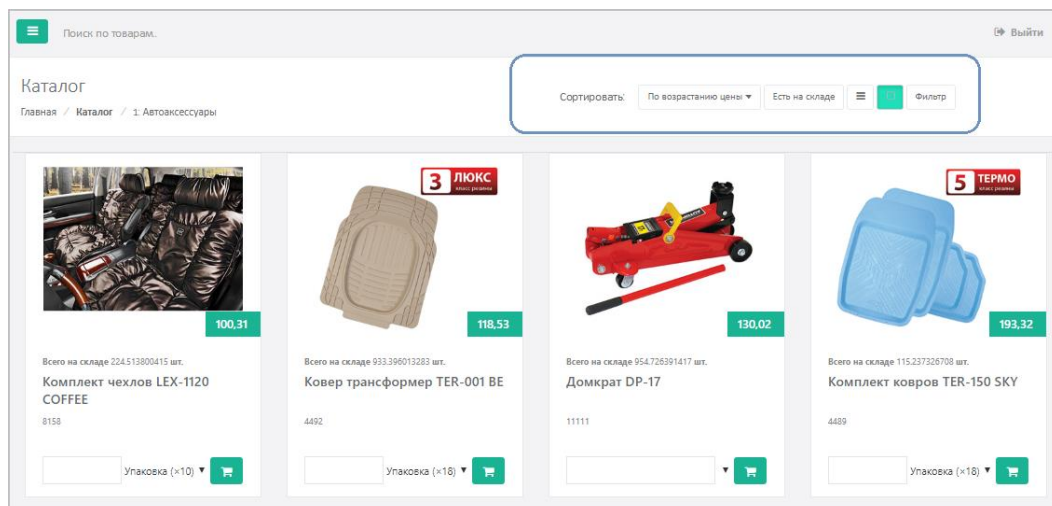 Поиск по товарам..
Выйти
Каталог
Главная / Каталог / 1: Автоаксессуары
Сортировать:
По возрастанию цены
Есть на складе
Фильтр
3 ЛЮКС
класс резины
5 ТЕРМО
класс резины
100,31
118,53
130,02
193,32
Всего на складе 224.513800415 шт.
Комплект чехлов LEX-1120
COFFEE
8158
Упаковка (×10)
Всего на складе 933.396013283 шт.
Ковер трансформер TER-001 BE
4492
Упаковка (×18)
Всего на складе 954.726391417 шт.
Домкрат DP-17
11111
Всего на складе 115.237326708 шт.
Комплект ковров TER-150 SKY
4489
Упаковка (×18)